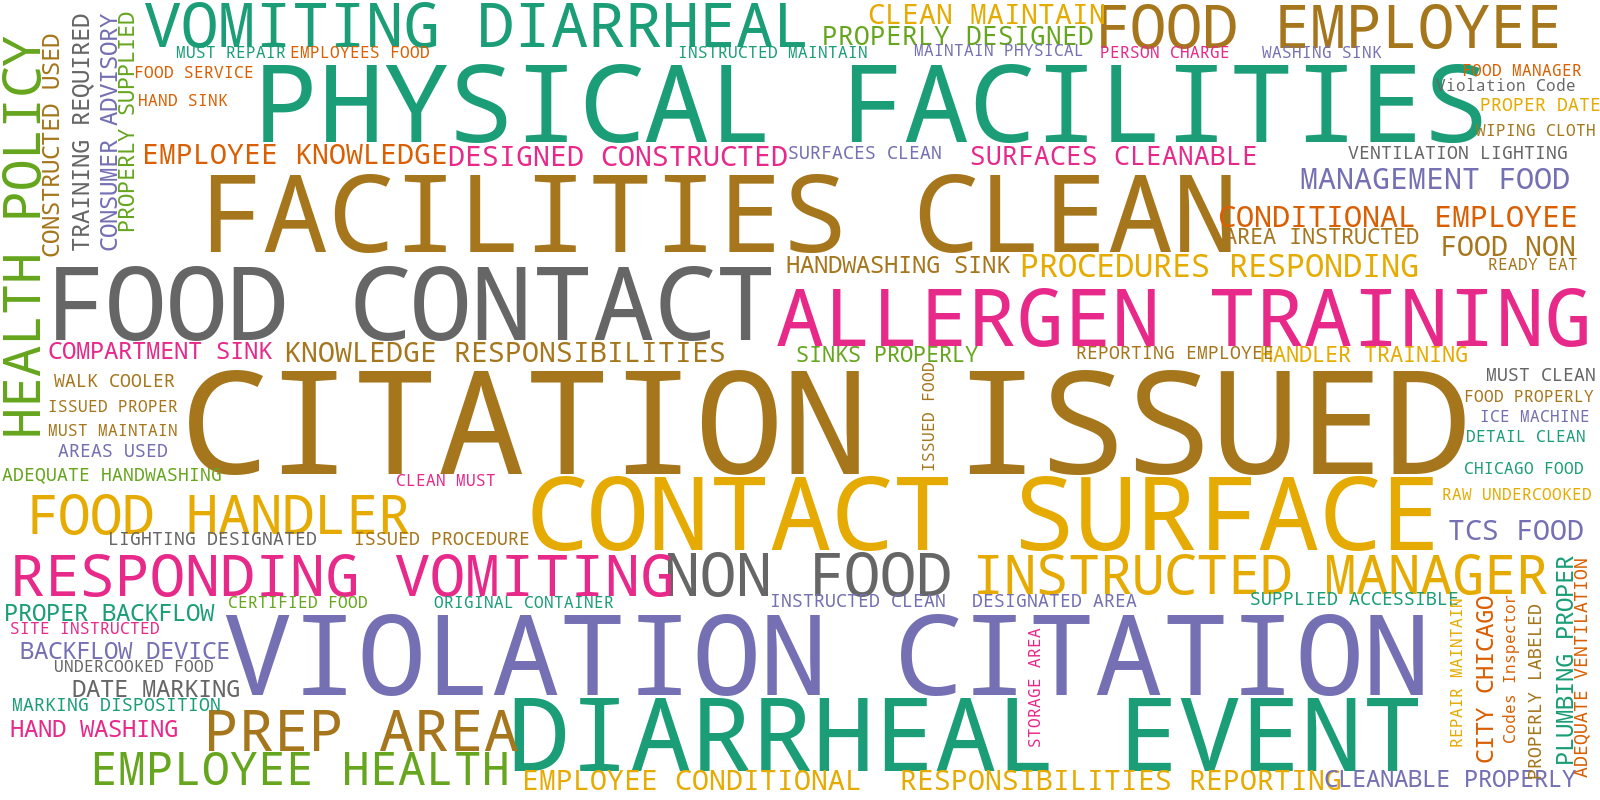 VOMITING DIARRHEAL
CLEAN MAINTAIN
FOOD EMPLOYEE
PROPERLY DESIGNED
MUST REPAIR
EMPLOYEES FOOD
INSTRUCTED MAINTAIN
MAINTAIN PHYSICAL
PERSON CHARGE
WASHING SINK
HEALTH POLICY
CONSTRUCTED USED
TRAINING REQUIRED
CONSUMER ADVISORY
PROPERLY SUPPLIED
FOOD SERVICE
HAND SINK
PHYSICAL FACILITIES
FOOD MANAGER
Violation Code
PROPER DATE
WIPING CLOTH
EMPLOYEE KNOWLEDGE
DESIGNED CONSTRUCTED
SURFACES CLEAN
SURFACES CLEANABLE
VENTILATION LIGHTING
FACILITIES CLEAN
MANAGEMENT FOOD
CONDITIONAL EMPLOYEE
AREA INSTRUCTED
FOOD NON
HANDWASHING SINK
PROCEDURES RESPONDING
READY EAT
FOOD CONTACT
ALLERGEN TRAINING
COMPARTMENT SINK
KNOWLEDGE RESPONSIBILITIES
SINKS PROPERLY
REPORTING EMPLOYEE
HANDLER TRAINING
WALK COOLER
ISSUED PROPER
MUST MAINTAIN
AREAS USED
CITATION ISSUED
ISSUED FOOD
MUST CLEAN
FOOD PROPERLY
ICE MACHINE
DETAIL CLEAN
ADEQUATE HANDWASHING
CLEAN MUST
CHICAGO FOOD
FOOD HANDLER
CONTACT SURFACE
RAW UNDERCOOKED
TCS FOOD
LIGHTING DESIGNATED
ISSUED PROCEDURE
RESPONDING VOMITING
NON FOOD
INSTRUCTED MANAGER
PROPER BACKFLOW
CERTIFIED FOOD
ORIGINAL CONTAINER
INSTRUCTED CLEAN
DESIGNATED AREA
SUPPLIED ACCESSIBLE
SITE INSTRUCTED
BACKFLOW DEVICE
UNDERCOOKED FOOD
DATE MARKING
VIOLATION CITATION
STORAGE AREA
REPAIR MAINTAIN
CITY CHICAGO
Codes Inspector
PROPERLY LABELED
PLUMBING PROPER
ADEQUATE VENTILATION
MARKING DISPOSITION
HAND WASHING
PREP AREA
DIARRHEAL EVENT
EMPLOYEE HEALTH
EMPLOYEE CONDITIONAL
RESPONSIBILITIES REPORTING
CLEANABLE PROPERLY